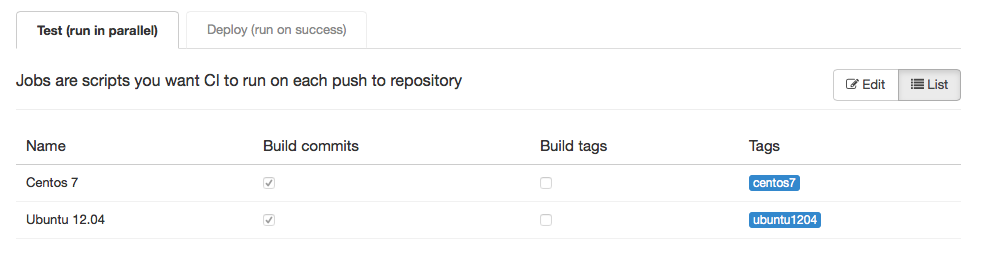 Test (run in parallel) Deploy (run on success)
Jobs are scripts you want CI to run on each push to repository Edit List
Name Build commits Build tags Tags
Centos 7 centos7
Ubuntu 12.04 ubuntu1204